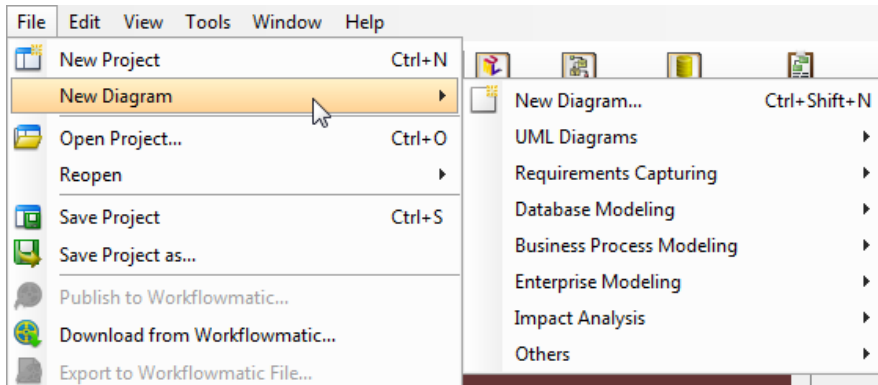 File Edit View Tools Window Help
New Project Ctrl+N
New Diagram
Open Project... Ctrl+O
Reopen
Save Project Ctrl+S
Save Project as...
Publish to Workflowmatic...
Download from Workflowmatic...
Export to Workflowmatic File...
New Diagram... Ctrl+Shift+N
UML Diagrams
Requirements Capturing
Database Modeling
Business Process Modeling
Enterprise Modeling
Impact Analysis
Others